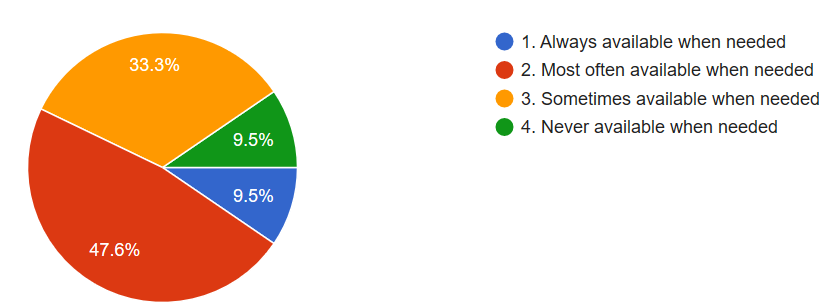 33.3%
9.5%
9.5%
47.6%
1. Always available when needed
2. Most often available when needed
3. Sometimes available when needed
4. Never available when needed